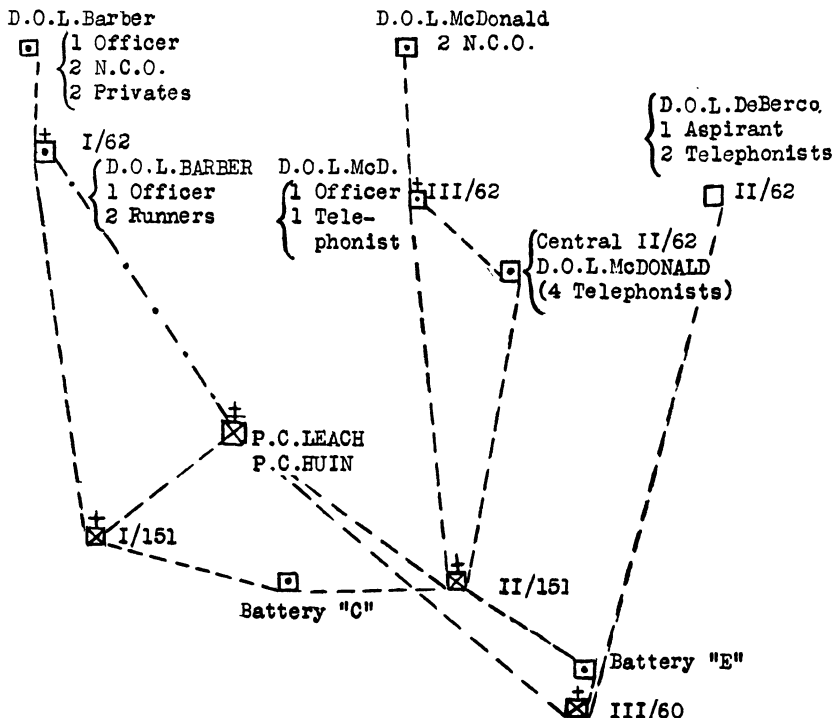 D.O.L.Barber
1 Officer
2 N.C.O.
2 Privates
D.O.L.McDonald
2 N.C.O.
D.O.L.DeBerco,
1 Aspirant
2 Telephonists
I/62
D.O.L.BARBER
1 Officer
2 Runners
D.O.L.McD.
1 Officer
1 Tele-
phonist
III/62
II/62
Central II/62
D.O.L.McDONALD
(4 Telephonists)
P.C.LEACH
P.C.HUIN
I/151
Battery "C"
II/151
Battery "E"
III/60